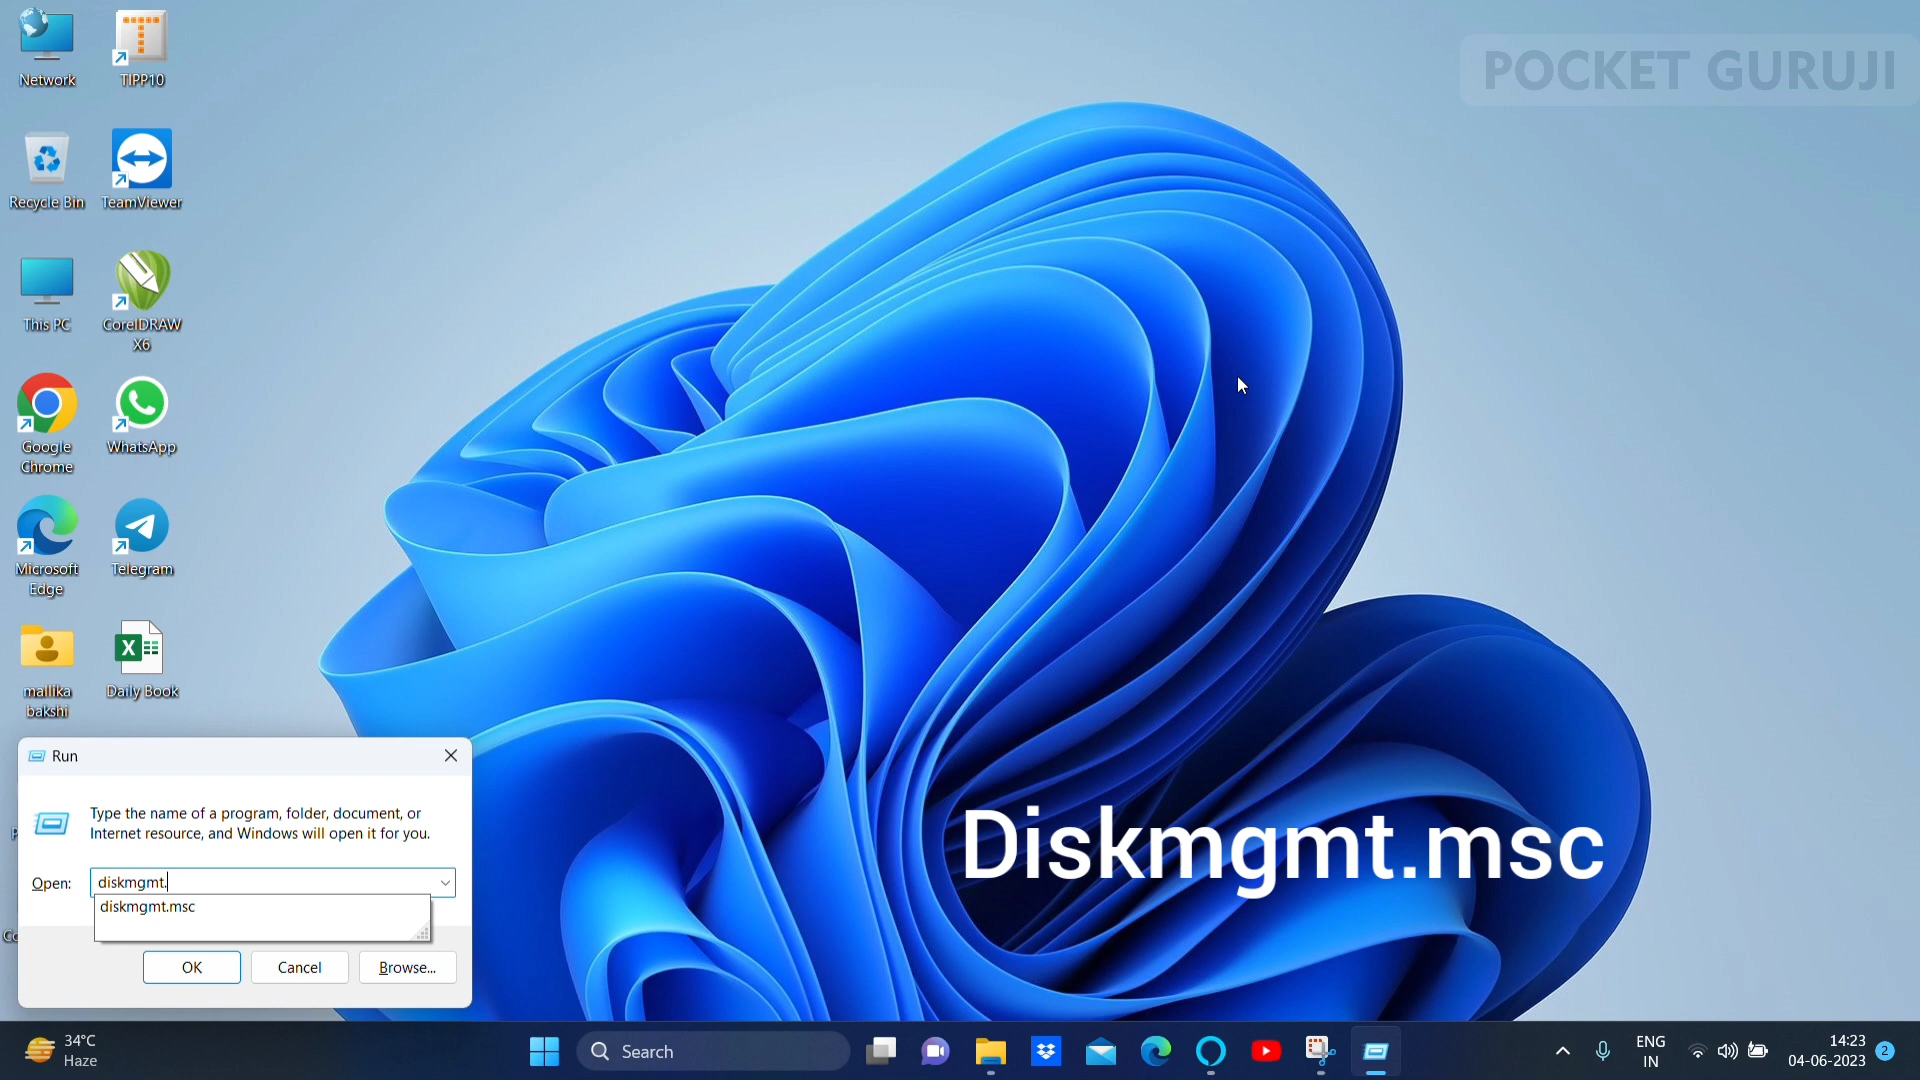 POCKET GURUJI
Network
TIPP10
Recycle Bin
TeamViewer
This PC
CorelDRAW
X6
Google
Chrome
WhatsApp
Microsoft
Edge
Telegram
mallika
bakshi
Daily Book
Run
Type the name of a program, folder, document, or
Internet resource, and Windows will open it for you.
Open:
diskmgmt.
diskmgmt.msc
OK
Cancel
Browse...
Diskmgmt.msc
34°C
Haze
Search
ENG
IN
14:23
04-06-2023
2